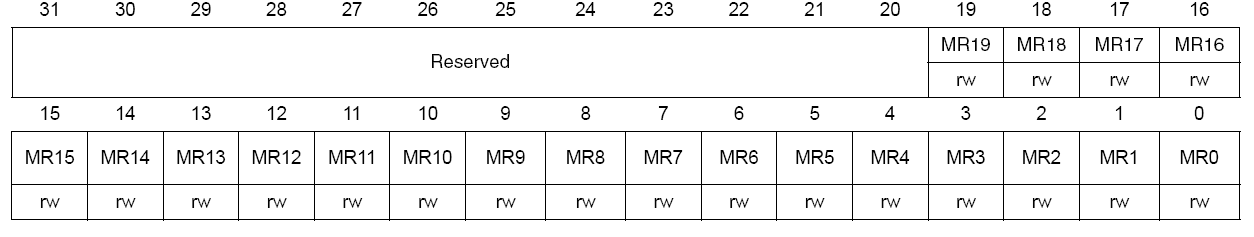 31 30 29 28 27 26 25 24 23 22 21 20 19 18 17 16
Reserved MR19 MR18 MR17 MR16
rw rw rw rw
15 14 13 12 11 10 9 8 7 6 5 4 3 2 1 0
MR15 MR14 MR13 MR12 MR11 MR10 MR9 MR8 MR7 MR6 MR5 MR4 MR3 MR2 MR1 MR0
rw rw rw rw rw rw rw rw rw rw rw rw rw rw rw rw